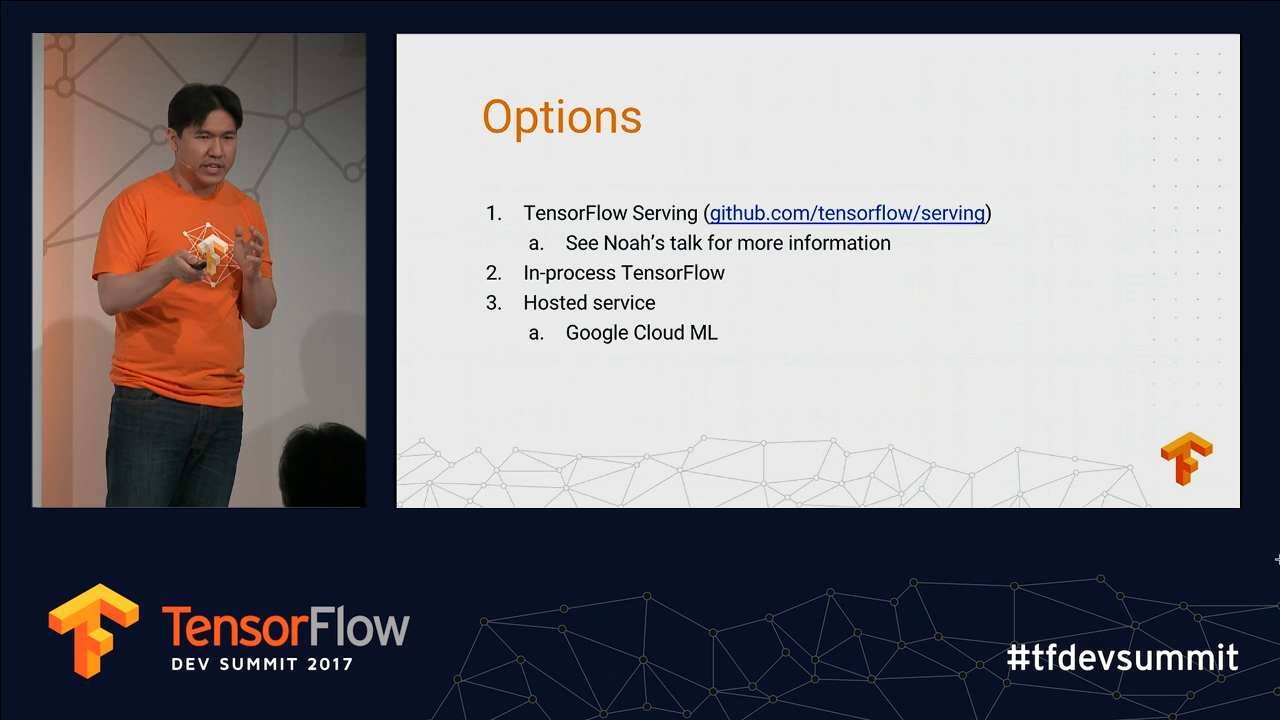 Options
1. TensorFlow Serving (github.com/tensorflow/serving)
a. See Noah's talk for more information
2. In-process TensorFlow
3. Hosted service
a. Google Cloud ML
TensorFlow
DEV SUMMIT 2017
#tfdevsummit